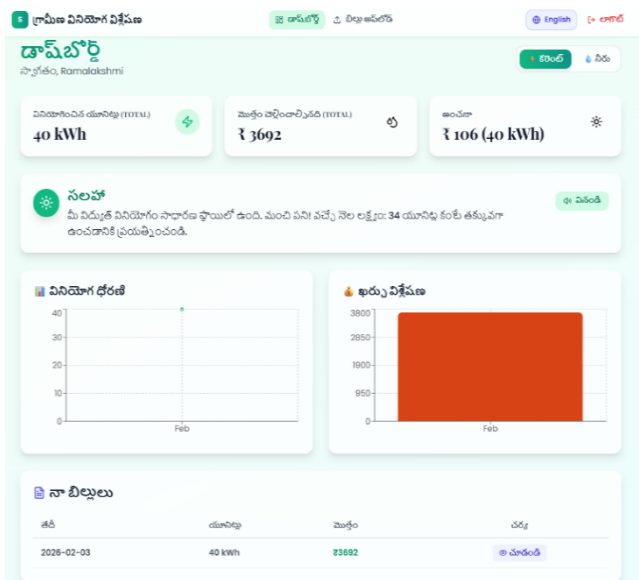 S గ్రామీణ వినియోగ విశ్లేషణ
డాష్‌బోర్డ్
బిల్లు అప్‌లోడ్
English
లాగౌట్
డాష్‌బోర్డ్
స్వాగతం, Ramalakshmi
కరెంట్
నీరు
వినియోగించిన యూనిట్లు (TOTAL)
40 kWh
మొత్తం చెల్లించాల్సినది (TOTAL)
₹ 3692
అంచనా
₹ 106 (40 kWh)
సలహా
వినండి
మీ విద్యుత్ వినియోగం సాధారణ స్థాయిలో ఉంది. మంచి పని! వచ్చే నెల లక్ష్యం: 34 యూనిట్ల కంటే తక్కువగా
ఉంచడానికి ప్రయత్నించండి.
వినియోగ ధోరణి
40
30
20
10
0
Feb
ఖర్చు విశ్లేషణ
3800
2850
1900
950
0
Feb
నా బిల్లులు
తేదీ యూనిట్లు మొత్తం చర్య
2026-02-03 40 kWh ₹3692 చూడండి